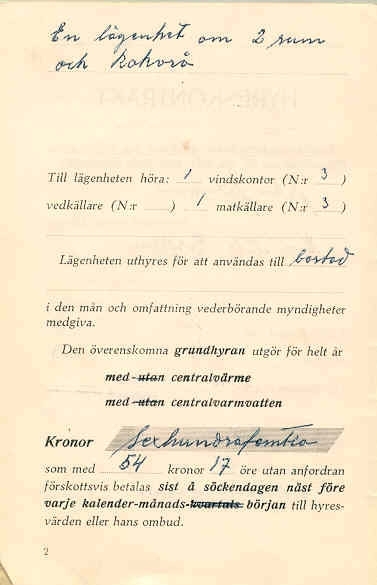 En lägenhet om 2 rum
och kokvrå
Till lägenheten höra: 1 vindskontor (N:r 3 )
vedkällare (N:r ) 1 matkällare (N:r 3 )
Lägenheten uthyres för att användas till bostad
i den mån och omfattning vederbörande myndigheter
medgiva.
Den överenskomna grundhyran utgör för helt år
med utan centralvärme
med utan centralvarmvatten
Kronor Sexhundrafemtio
som med 54 kronor 17 öre utan anfordran
förskottsvis betalas sist å söckendagen näst före
varje kalender-månads-kvartals början till hyres-
värden eller hans ombud.
2